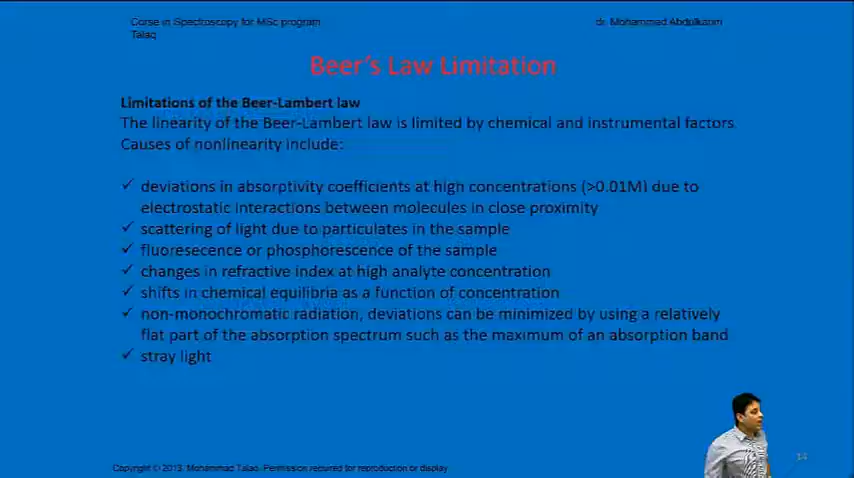 Corse in Spectroscopy for MSc program
dr. Mohammad Abdulkarim
Talaq
Beer's Law Limitation
Limitations of the Beer-Lambert law
The linearity of the Beer-Lambert law is limited by chemical and instrumental factors.
Causes of nonlinearity include:
✓ deviations in absorptivity coefficients at high concentrations (>0.01M) due to
electrostatic interactions between molecules in close proximity
✓ scattering of light due to particulates in the sample
✓ fluoresecence or phosphorescence of the sample
✓ changes in refractive index at high analyte concentration
✓ shifts in chemical equilibria as a function of concentration
✓ non-monochromatic radiation, deviations can be minimized by using a relatively
flat part of the absorption spectrum such as the maximum of an absorption band
✓ stray light
14
Copyright © 2013, Mohammad Talaq. Permission required for reproduction or display